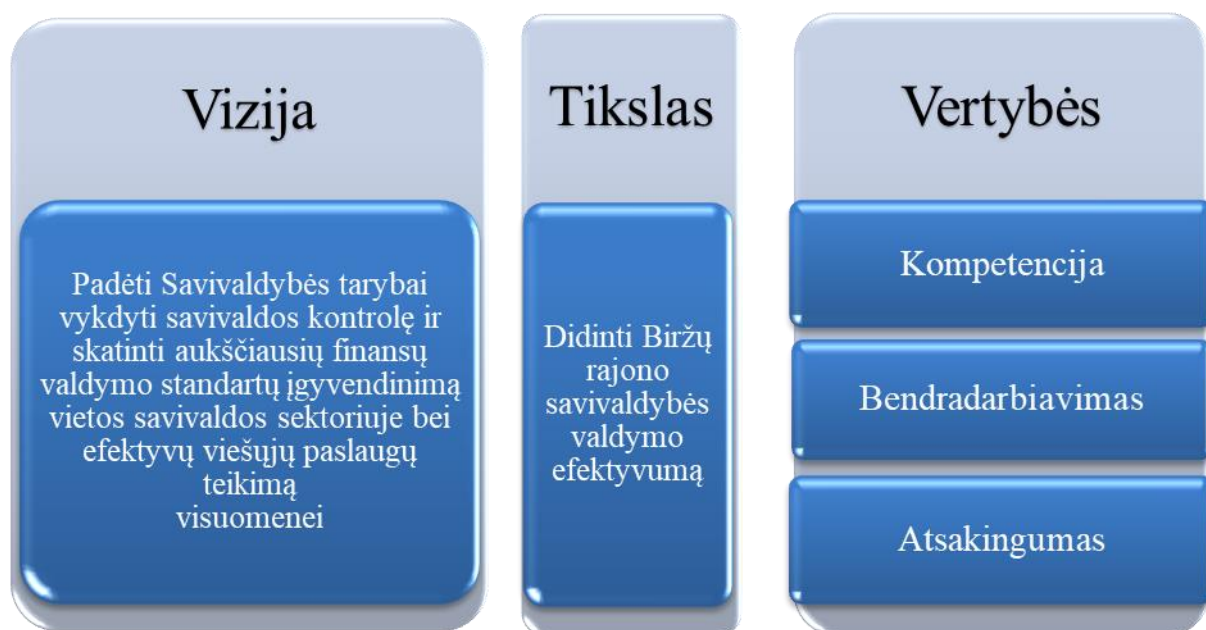 Vizija
Padėti Savivaldybės tarybai
vykdyti savivaldos kontrolę ir
skatinti aukščiausių finansų
valdymo standartų įgyvendinimą
vietos savivaldos sektoriuje bei
efektyvų viešųjų paslaugų
teikimą
visuomenei
Tikslas
Didinti Biržų
rajono
savivaldybės
valdymo
efektyvumą
Vertybės
Kompetencija
Bendradarbiavimas
Atsakingumas